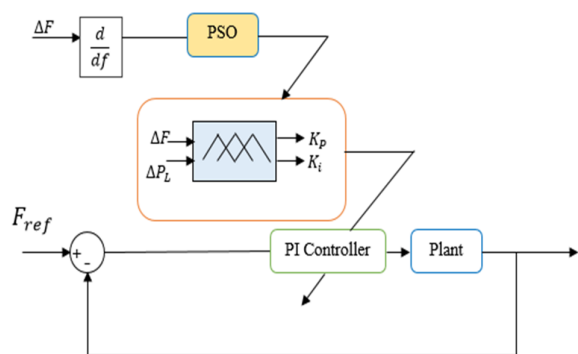 ΔF
d
df
PSO
ΔF
K_P
ΔP_L
K_i
F_ref
+
-
PI Controller
Plant